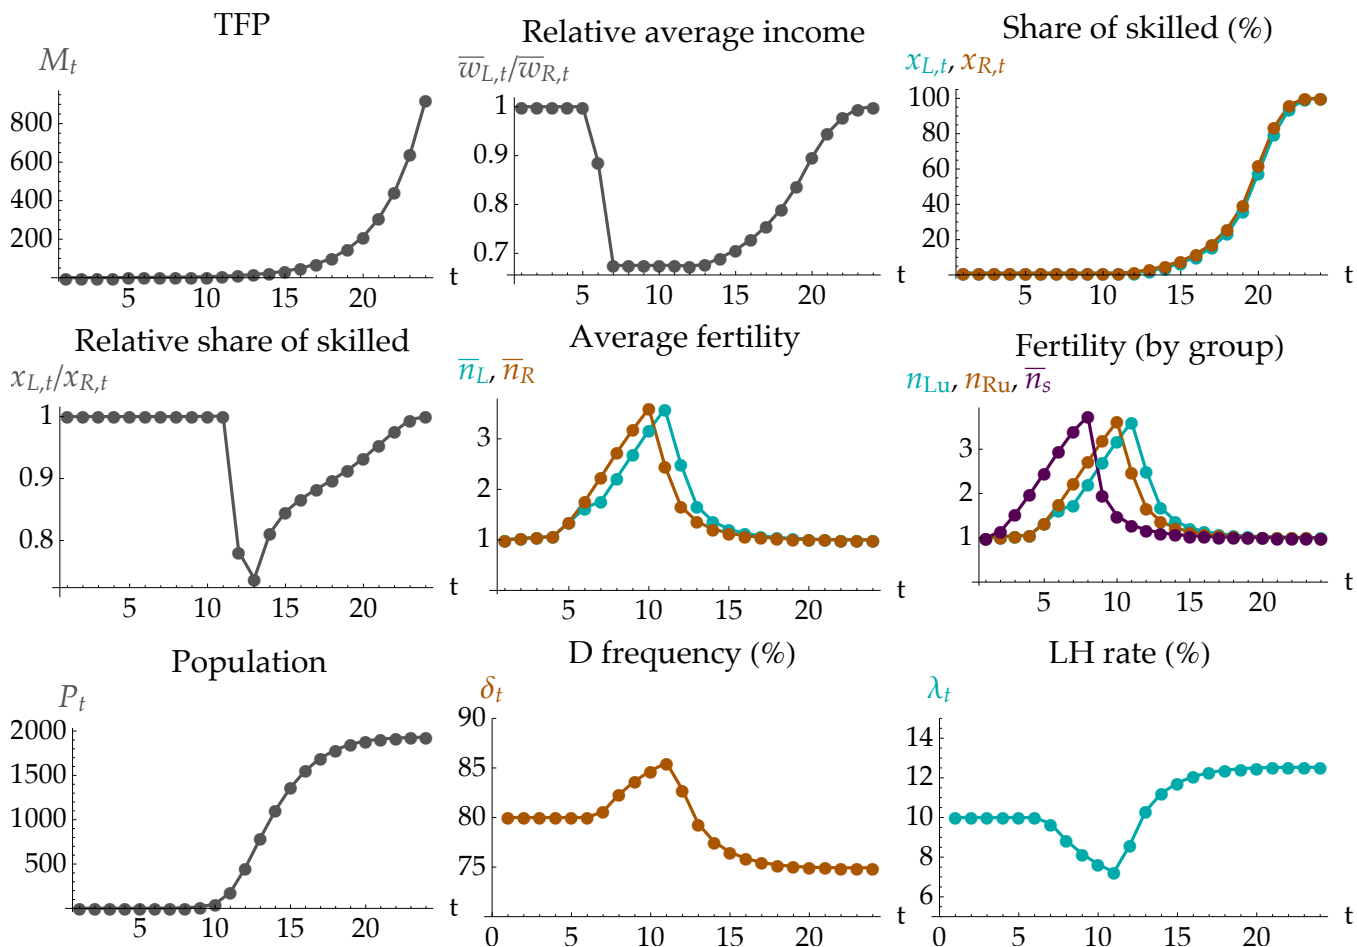 TFP
M_t
800
600
400
200
5 10 15 20 t
Relative average income
w̅_{L,t}/w̅_{R,t}
1
0.9
0.8
0.7
5 10 15 20 t
Share of skilled (%)
x_{L,t}, x_{R,t}
100
80
60
40
20
5 10 15 20 t
Relative share of skilled
x_{L,t}/x_{R,t}
1
0.9
0.8
5 10 15 20 t
Average fertility
n̅_L, n̅_R
3
2
1
5 10 15 20 t
Fertility (by group)
n_{Lu}, n_{Ru}, n̅_s
3
2
1
5 10 15 20 t
Population
P_t
2000
1500
1000
500
5 10 15 20 t
D frequency (%)
δ_t
90
85
80
75
0 5 10 15 20 t
LH rate (%)
λ_t
14
12
10
8
6
0 5 10 15 20 t